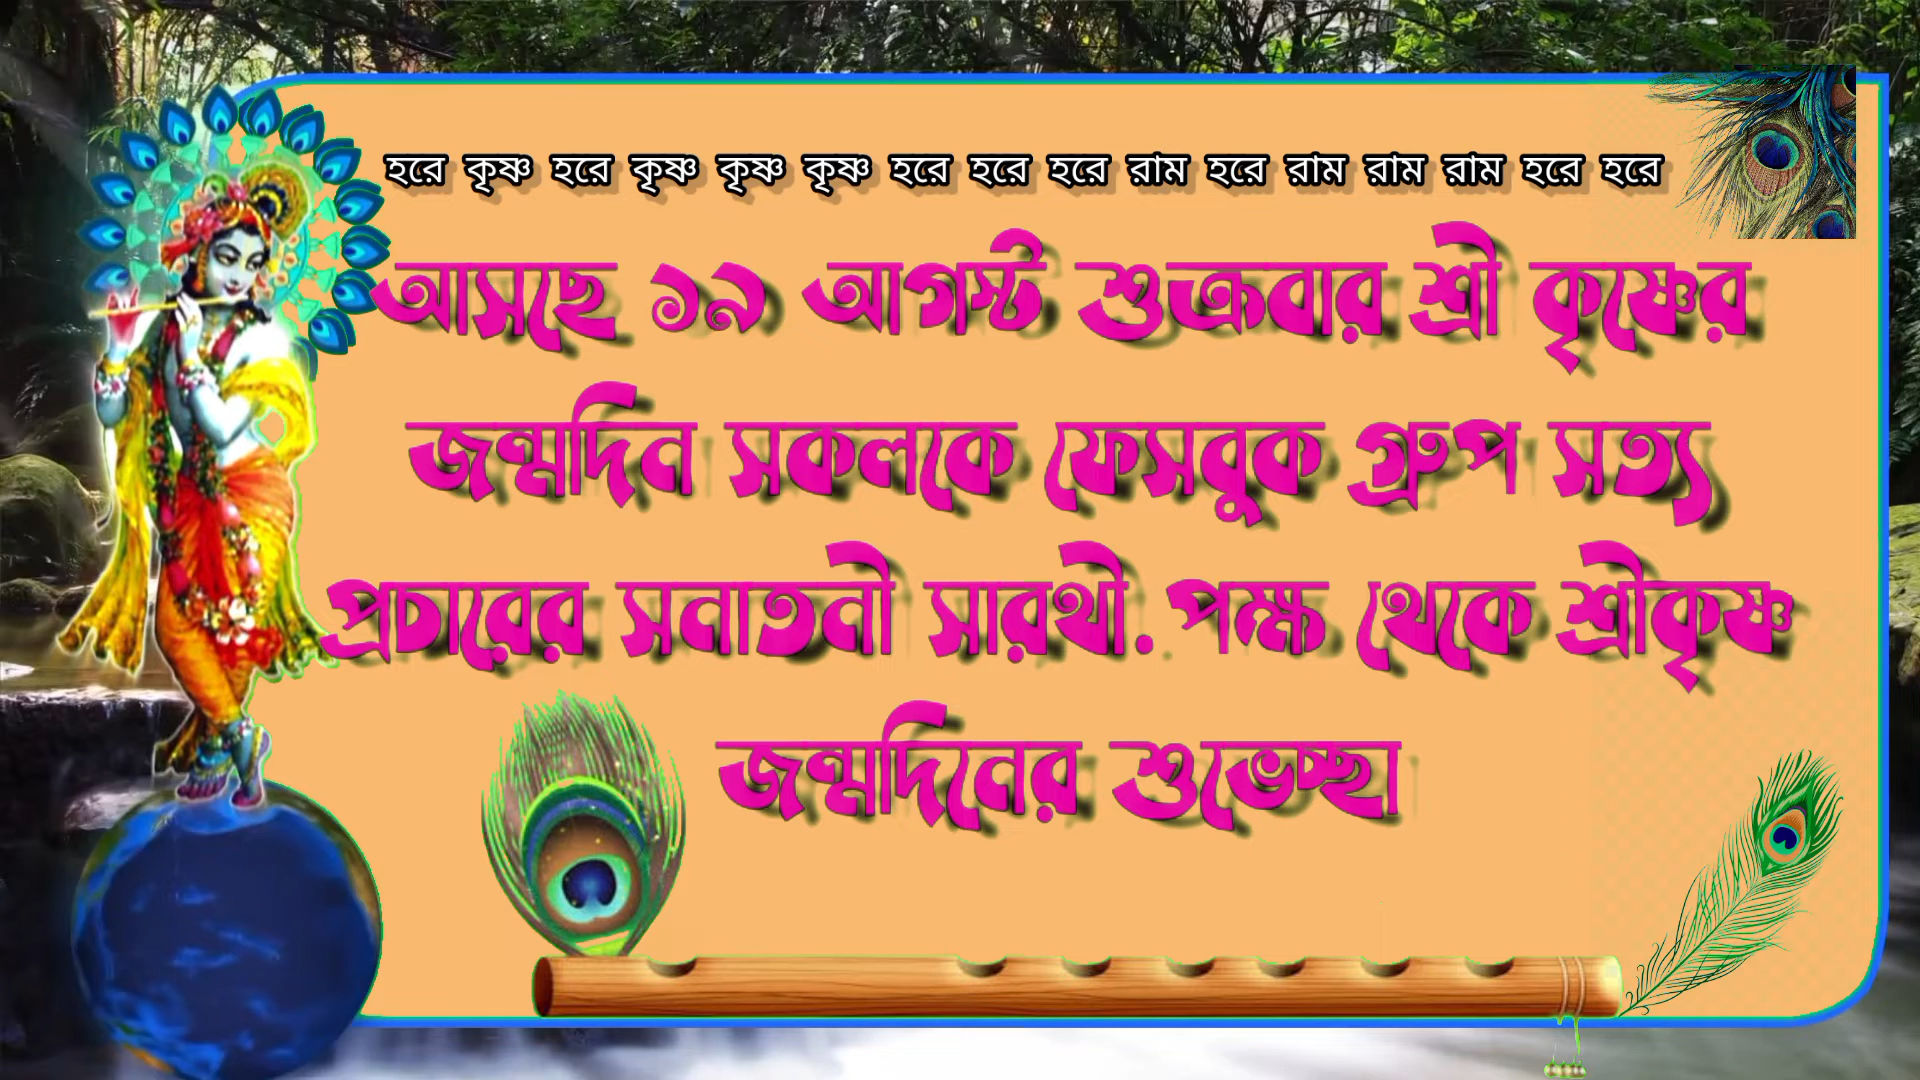 হরে কৃষ্ণ হরে কৃষ্ণ কৃষ্ণ কৃষ্ণ হরে হরে হরে রাম হরে রাম রাম রাম হরে হরে
আসছে ১৯ আগস্ট শুক্রবার শ্রী কৃষ্ণের
জন্মদিন সকলকে ফেসবুক গ্রুপ সত্য
প্রচারের সনাতনী সারথী. পক্ষ থেকে শ্রীকৃষ্ণ
জন্মদিনের শুভেচ্ছা